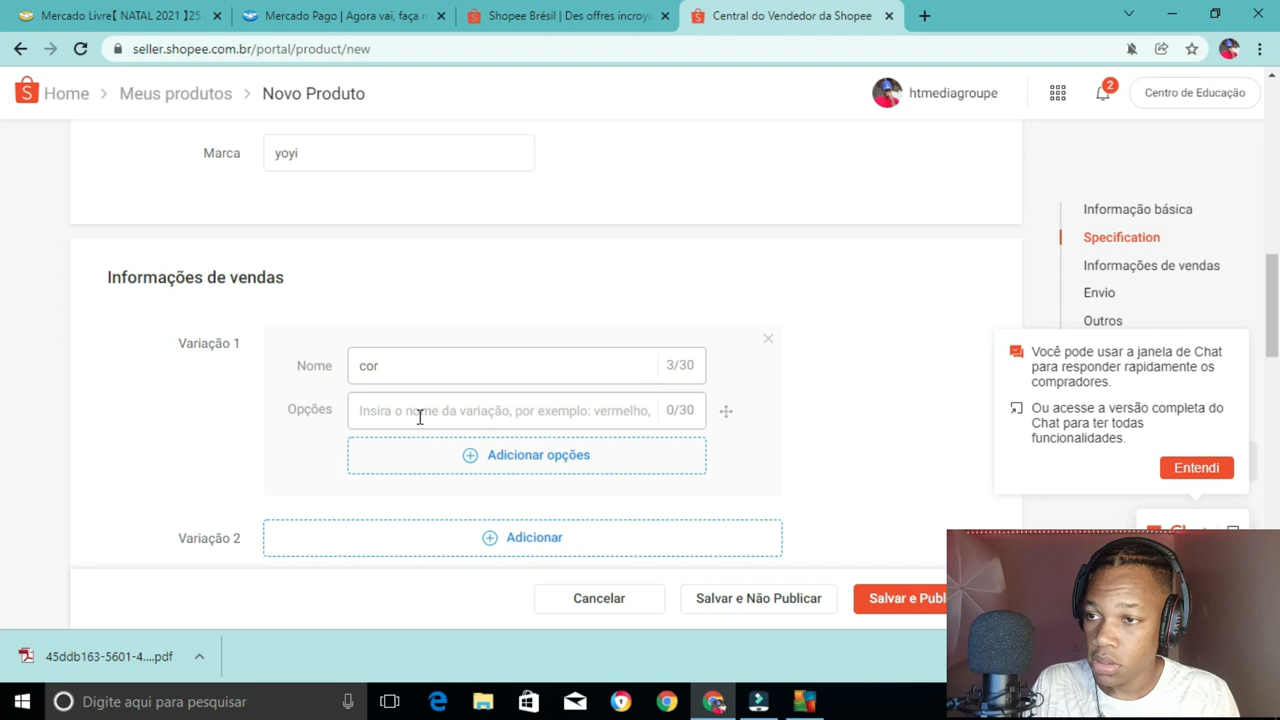 Mercado Livre【 NATAL 2021 】25
Mercado Pago | Agora vai, faça m
Shopee Brésil | Des offres incroya
Central do Vendedor da Shopee
seller.shopee.com.br/portal/product/new
Home > Meus produtos > Novo Produto
htmediagroupe
2
Centro de Educação
Marca
yoyi
Informações de vendas
Variação 1
Nome
cor
3/30
Opções
Insira o nome da variação, por exemplo: vermelho,
0/30
Adicionar opções
Variação 2
Adicionar
Cancelar
Salvar e Não Publicar
Salvar e Publ
Informação básica
Specification
Informações de vendas
Envio
Outros
Você pode usar a janela de Chat
para responder rapidamente os
compradores.
Ou acesse a versão completa do
Chat para ter todas
funcionalidades.
Entendi
45ddb163-5601-4....pdf
Digite aqui para pesquisar